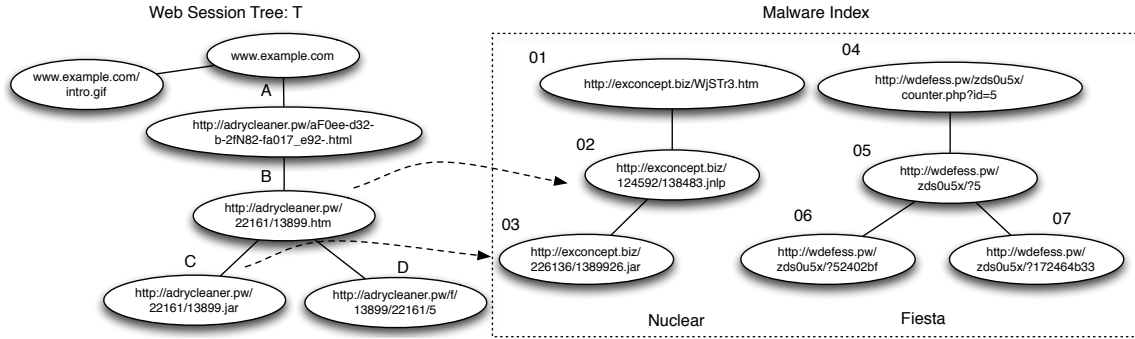 Web Session Tree: T
www.example.com
www.example.com/
intro.gif
A
http://adrycleaner.pw/aF0ee-d32-
b-2fN82-fa017_e92-.html
B
http://adrycleaner.pw/
22161/13899.htm
C
http://adrycleaner.pw/
22161/13899.jar
D
http://adrycleaner.pw/f/
13899/22161/5
Malware Index
01
http://exconcept.biz/WjSTr3.htm
02
http://exconcept.biz/
124592/138483.jnlp
03
http://exconcept.biz/
226136/1389926.jar
Nuclear
04
http://wdefess.pw/zds0u5x/
counter.php?id=5
05
http://wdefess.pw/
zds0u5x/?5
06
http://wdefess.pw/
zds0u5x/?52402bf
07
http://wdefess.pw/
zds0u5x/?172464b33
Fiesta